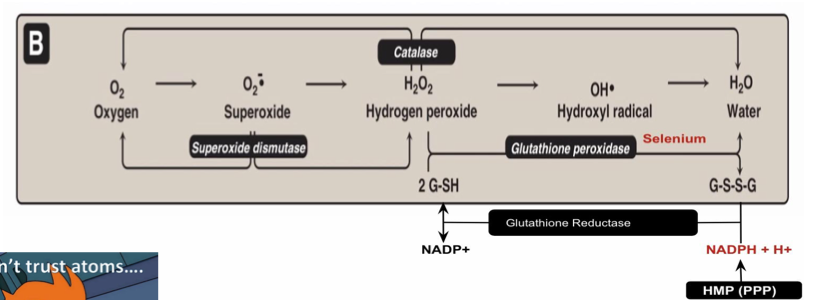 B
Catalase
O₂ O₂•̄ H₂O₂ OH• H₂O
Oxygen Superoxide Hydrogen peroxide Hydroxyl radical Water
Superoxide dismutase Glutathione peroxidase Selenium
2 G-SH G-S-S-G
Glutathione Reductase
NADP+ NADPH + H+
HMP (PPP)
n't trust atoms....